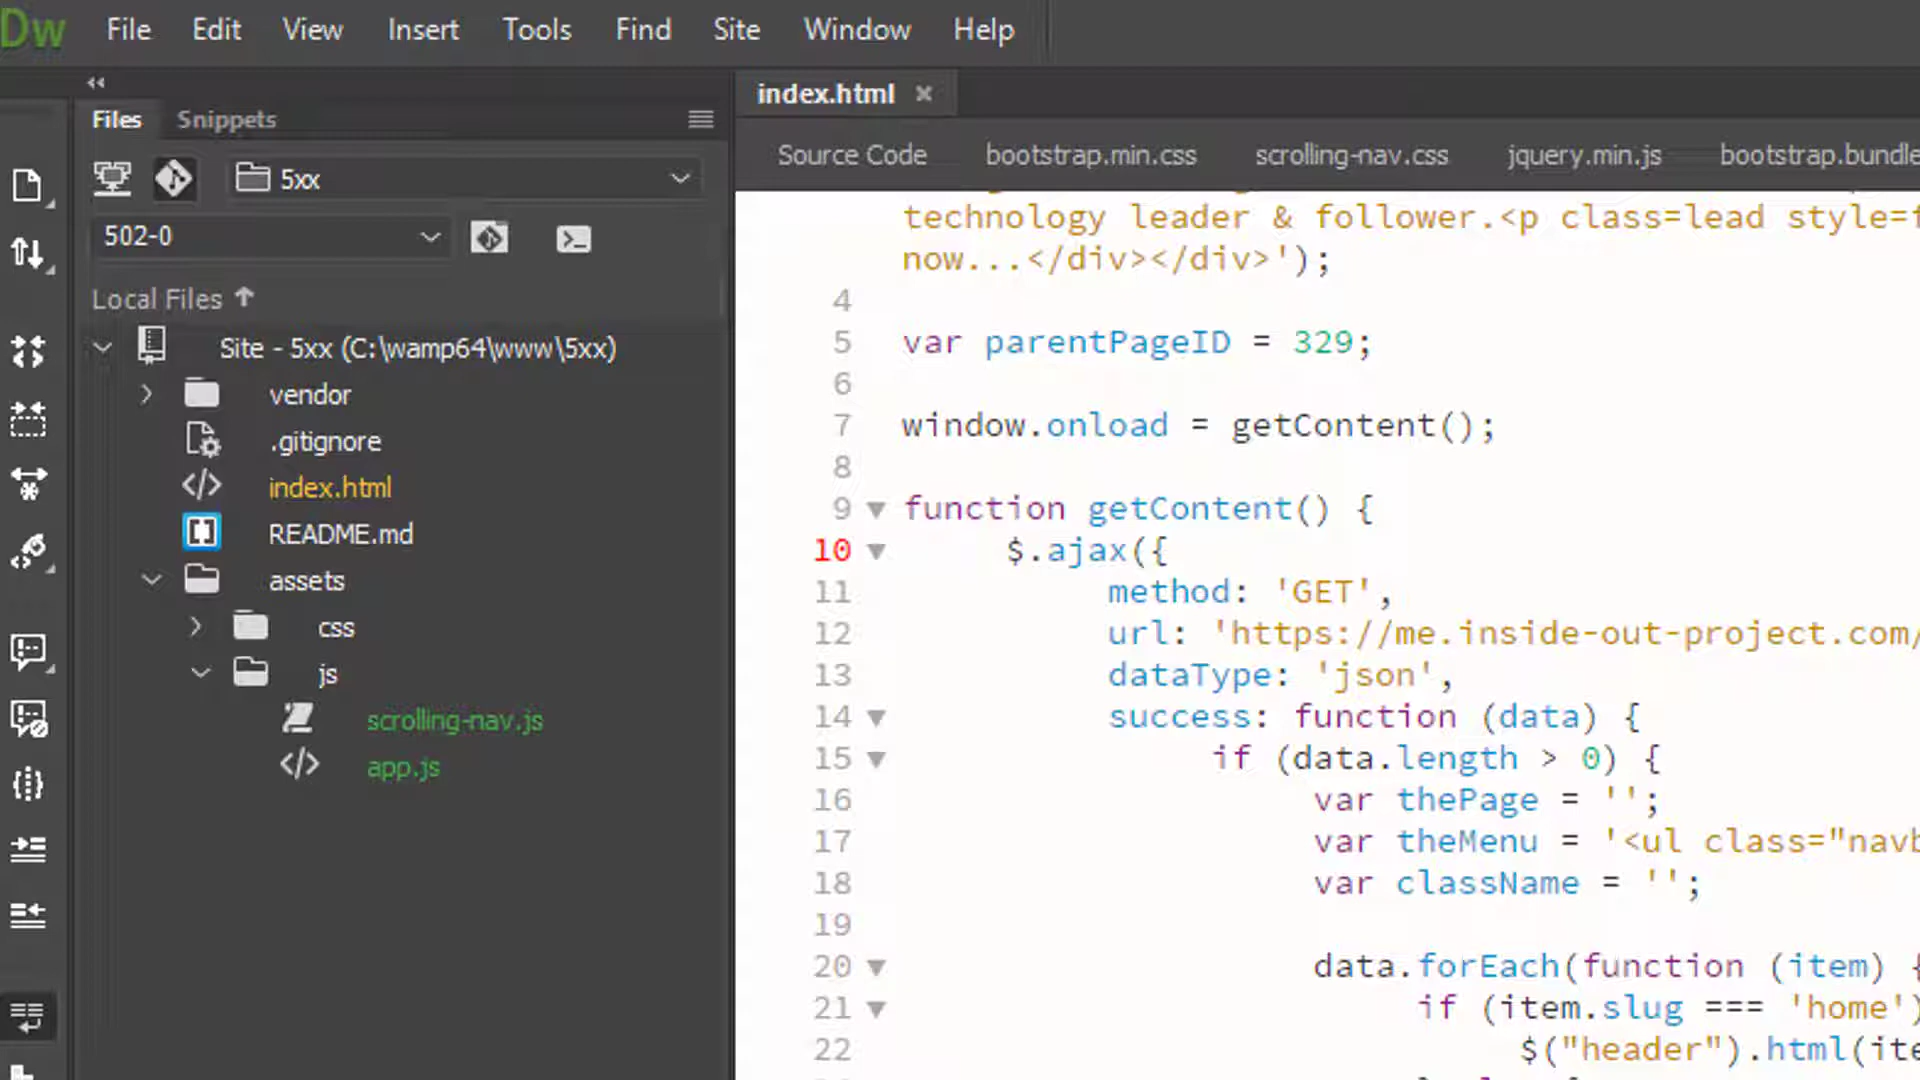 Dw File Edit View Insert Tools Find Site Window Help
Files Snippets
5xx
502-0
Local Files
Site - 5xx (C:\wamp64\www\5xx)
vendor
.gitignore
index.html
README.md
assets
css
js
scrolling-nav.js
app.js
index.html
Source Code bootstrap.min.css scrolling-nav.css jquery.min.js bootstrap.bundle
technology leader & follower.<p class=lead style=f
now...</div></div>');
4
5 var parentPageID = 329;
6
7 window.onload = getContent();
8
9 function getContent() {
10 $.ajax({
11 method: 'GET',
12 url: 'https://me.inside-out-project.com/
13 dataType: 'json',
14 success: function (data) {
15 if (data.length > 0) {
16 var thePage = '';
17 var theMenu = '<ul class="navb
18 var className = '';
19
20 data.forEach(function (item) {
21 if (item.slug === 'home')
22 $("header").html(ite